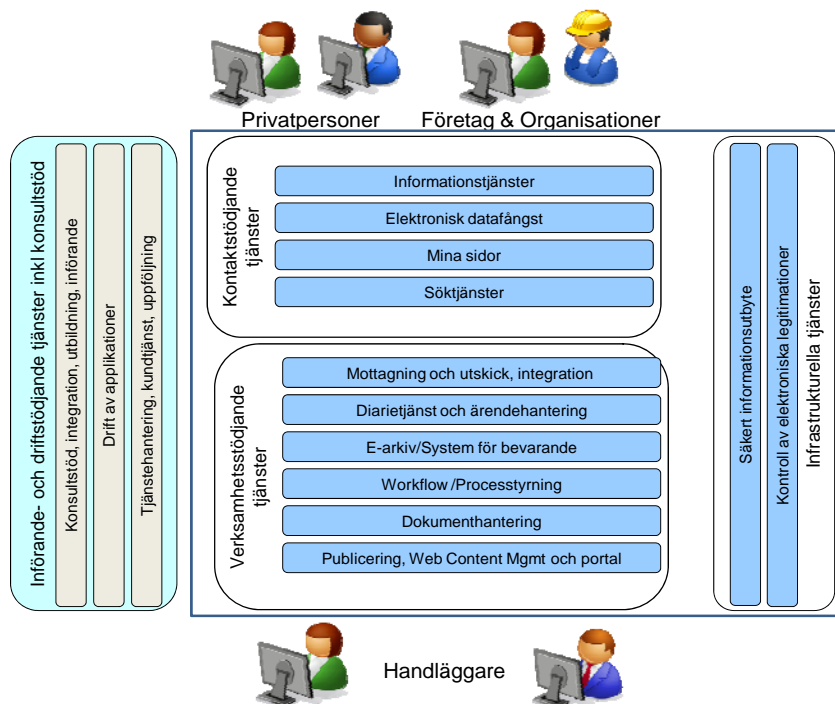 Privatpersoner
Företag & Organisationer
Införande- och driftstödjande tjänster inkl konsultstöd
Konsultstöd, integration, utbildning, införande
Drift av applikationer
Tjänstehantering, kundtjänst, uppföljning
Kontaktstödjande
tjänster
Informationstjänster
Elektronisk datafångst
Mina sidor
Söktjänster
Verksamhetsstödjande
tjänster
Mottagning och utskick, integration
Diarietjänst och ärendehantering
E-arkiv/System för bevarande
Workflow /Processtyrning
Dokumenthantering
Publicering, Web Content Mgmt och portal
Säkert informationsutbyte
Kontroll av elektroniska legitimationer
Infrastrukturella tjänster
Handläggare